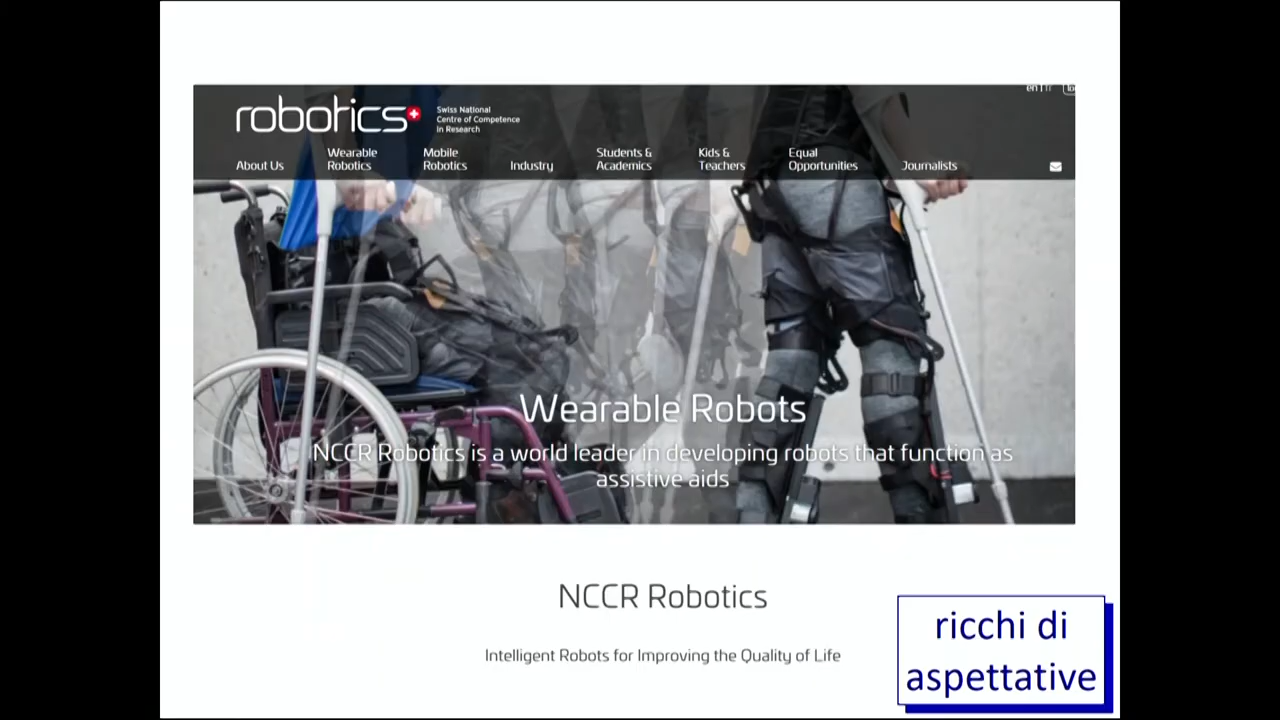 en | fr
robotics
Swiss National
Centre of Competence
in Research
About Us
Wearable
Robotics
Mobile
Robotics
Industry
Students &
Academics
Kids &
Teachers
Equal
Opportunities
Journalists
Wearable Robots
NCCR Robotics is a world leader in developing robots that function as
assistive aids
NCCR Robotics
Intelligent Robots for Improving the Quality of Life
ricchi di
aspettative